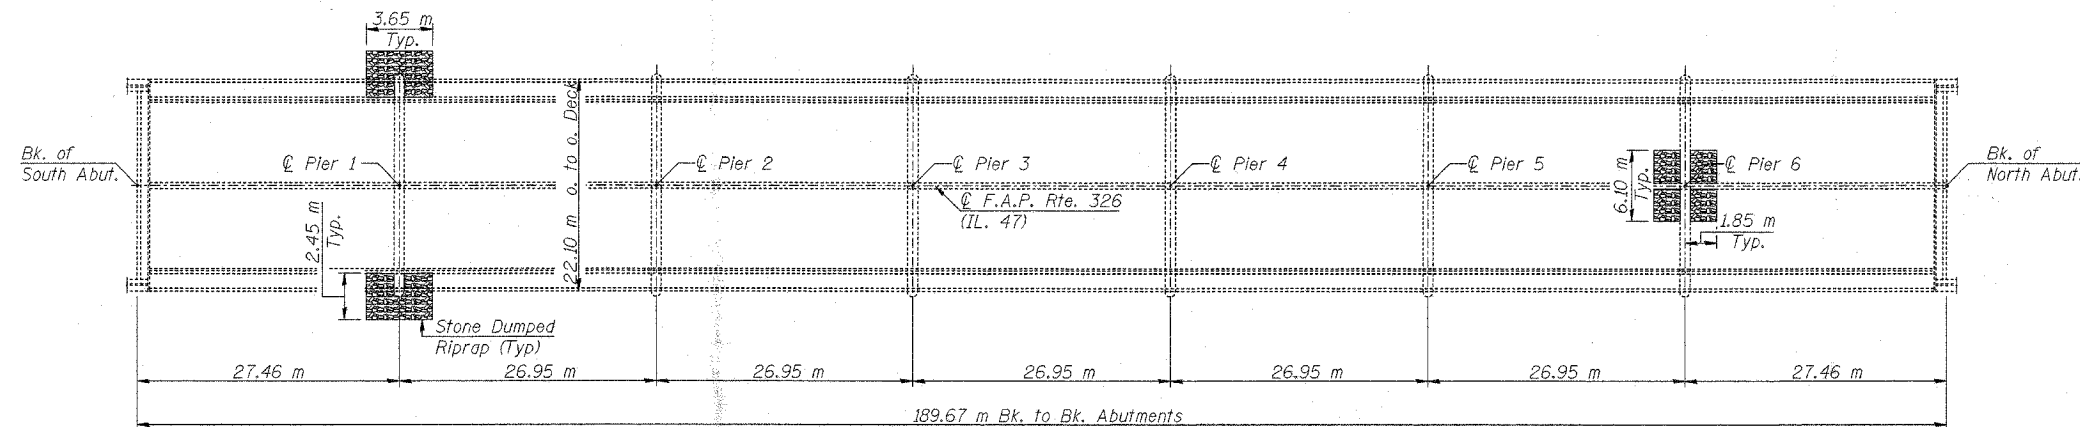 3.65 m
Typ.
Bk. of
South Abut.
℄ Pier 1
22.10 m o. to o. Deck
℄ Pier 2
℄ Pier 3
℄ Pier 4
℄ Pier 5
℄ Pier 6
Bk. of
North Abut.
℄ F.A.P. Rte. 326
(IL. 47)
6.10 m
Typ.
1.85 m
Typ.
2.45 m
Typ.
Stone Dumped
Riprap (Typ)
27.46 m
26.95 m
26.95 m
26.95 m
26.95 m
26.95 m
27.46 m
189.67 m Bk. to Bk. Abutments